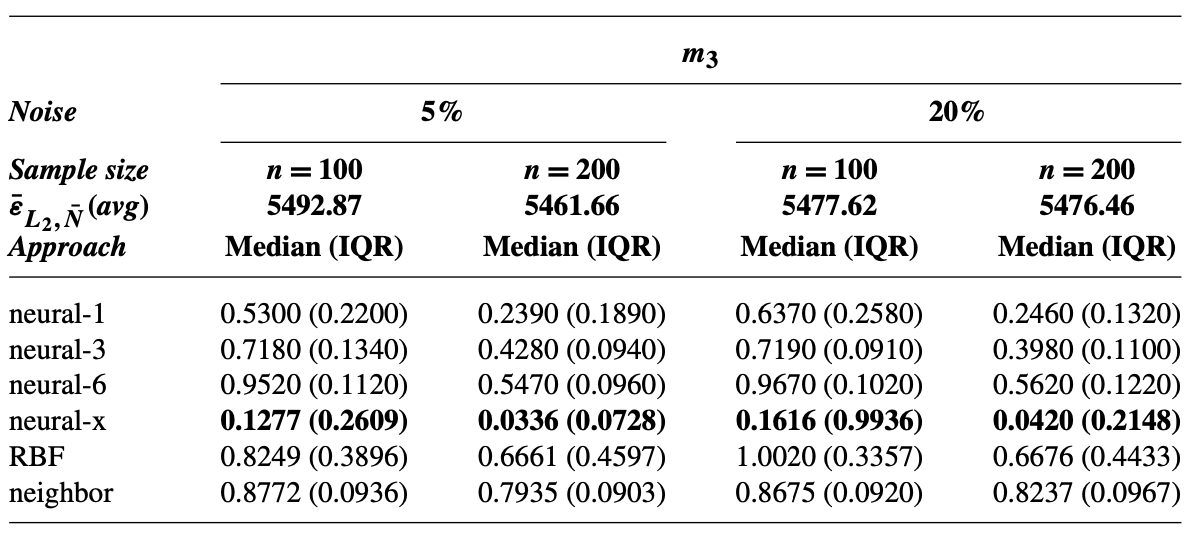 m₃
Noise 5% 20%
Sample size n = 100 n = 200 n = 100 n = 200
ε̄_{L₂,N̄} (avg) 5492.87 5461.66 5477.62 5476.46
Approach Median (IQR) Median (IQR) Median (IQR) Median (IQR)
neural-1 0.5300 (0.2200) 0.2390 (0.1890) 0.6370 (0.2580) 0.2460 (0.1320)
neural-3 0.7180 (0.1340) 0.4280 (0.0940) 0.7190 (0.0910) 0.3980 (0.1100)
neural-6 0.9520 (0.1120) 0.5470 (0.0960) 0.9670 (0.1020) 0.5620 (0.1220)
neural-x 0.1277 (0.2609) 0.0336 (0.0728) 0.1616 (0.9936) 0.0420 (0.2148)
RBF 0.8249 (0.3896) 0.6661 (0.4597) 1.0020 (0.3357) 0.6676 (0.4433)
neighbor 0.8772 (0.0936) 0.7935 (0.0903) 0.8675 (0.0920) 0.8237 (0.0967)